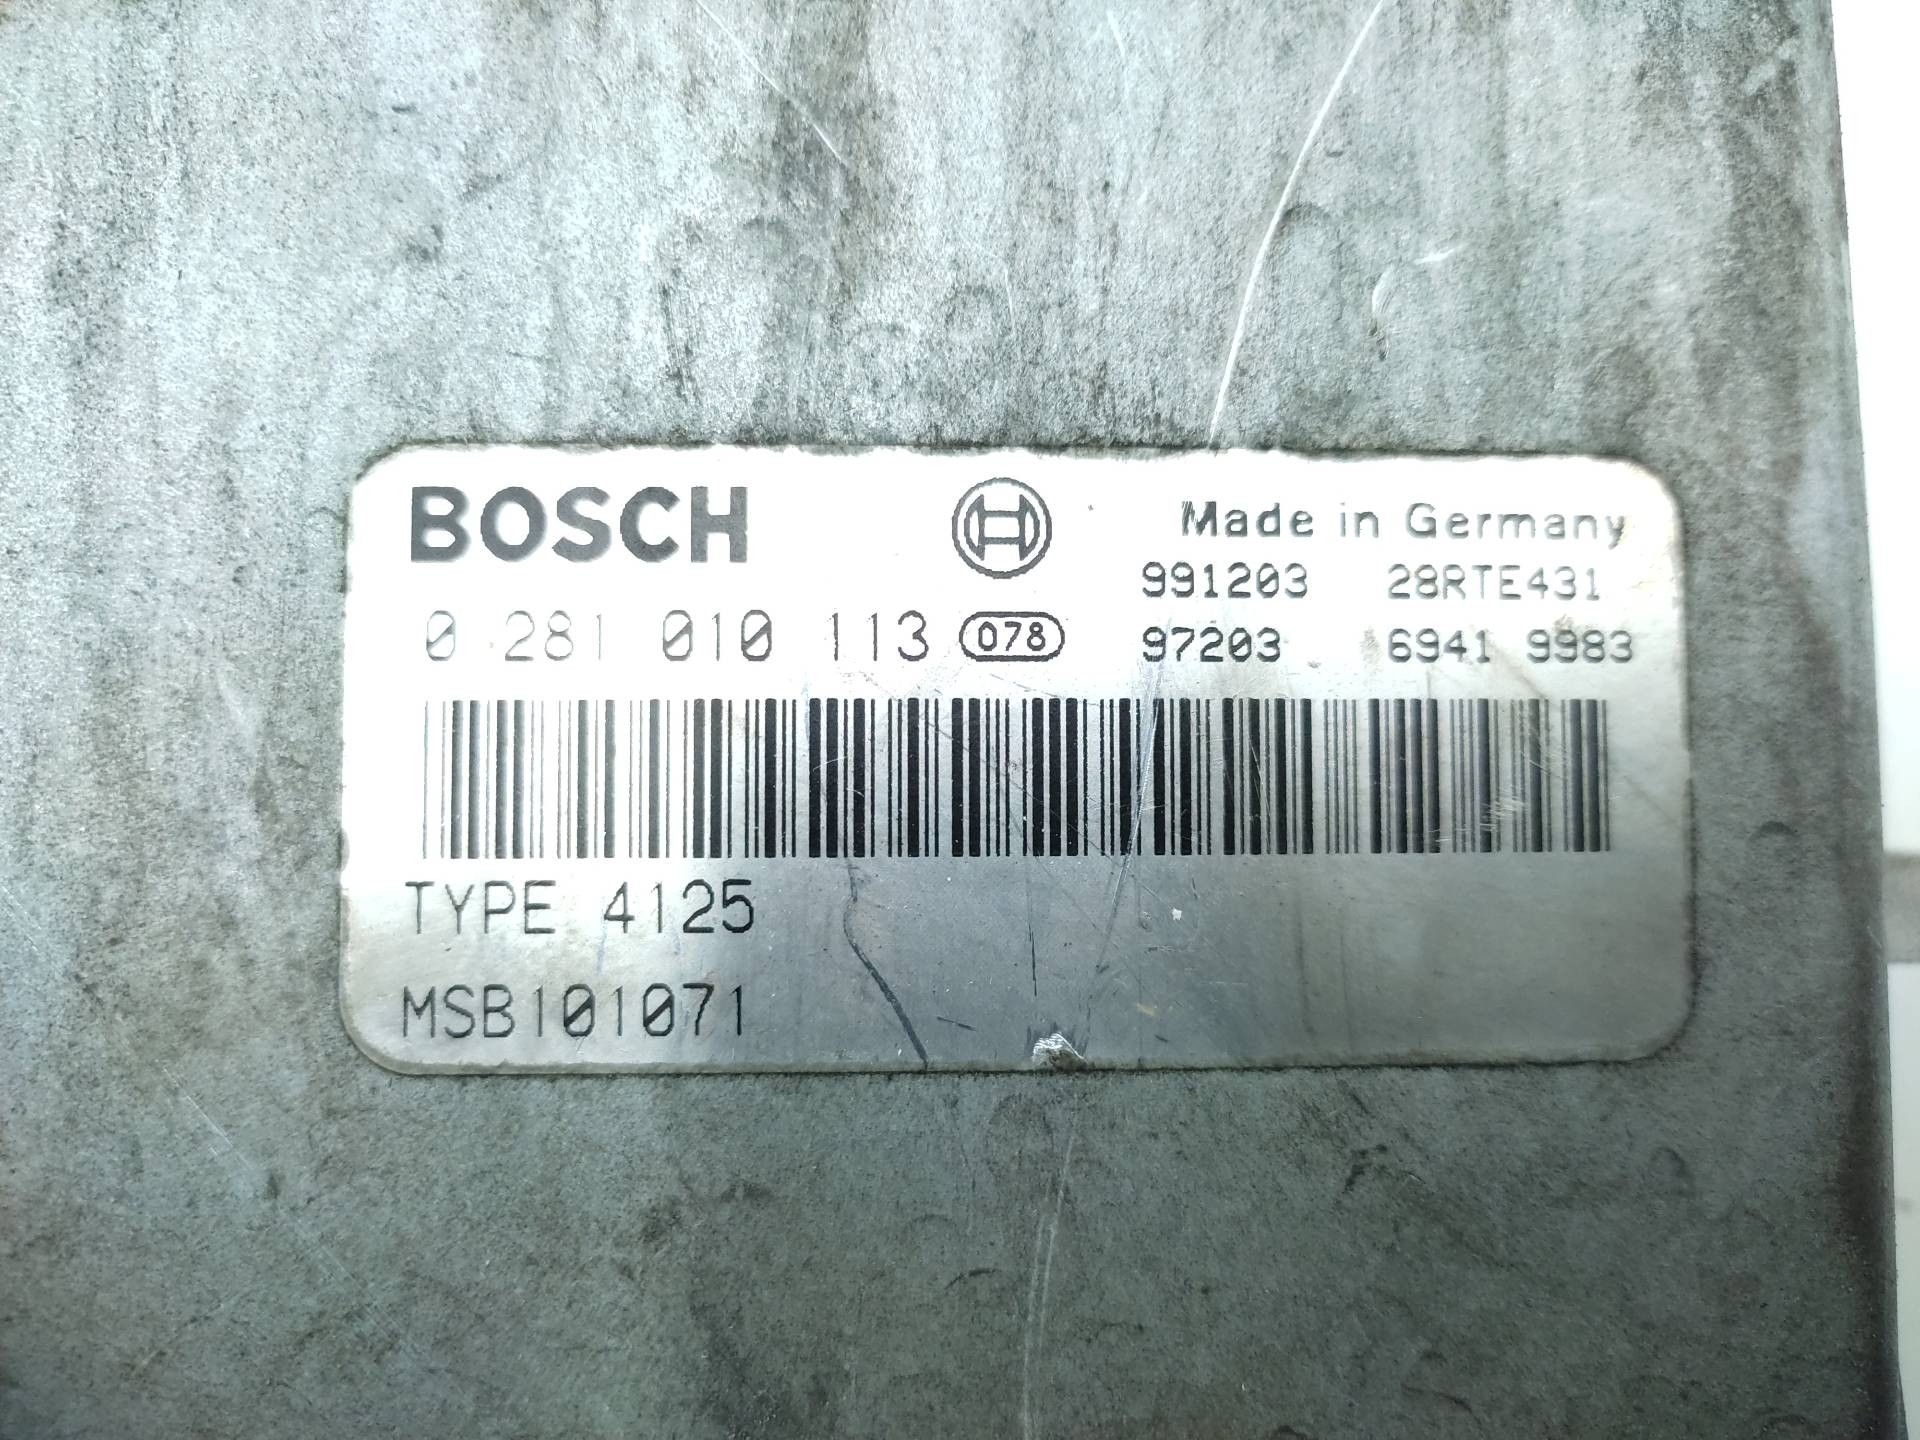 BOSCH
Made in Germany
991203 28RTE431
0 281 010 113 078
97203 6941 9983
TYPE 4125
MSB101071